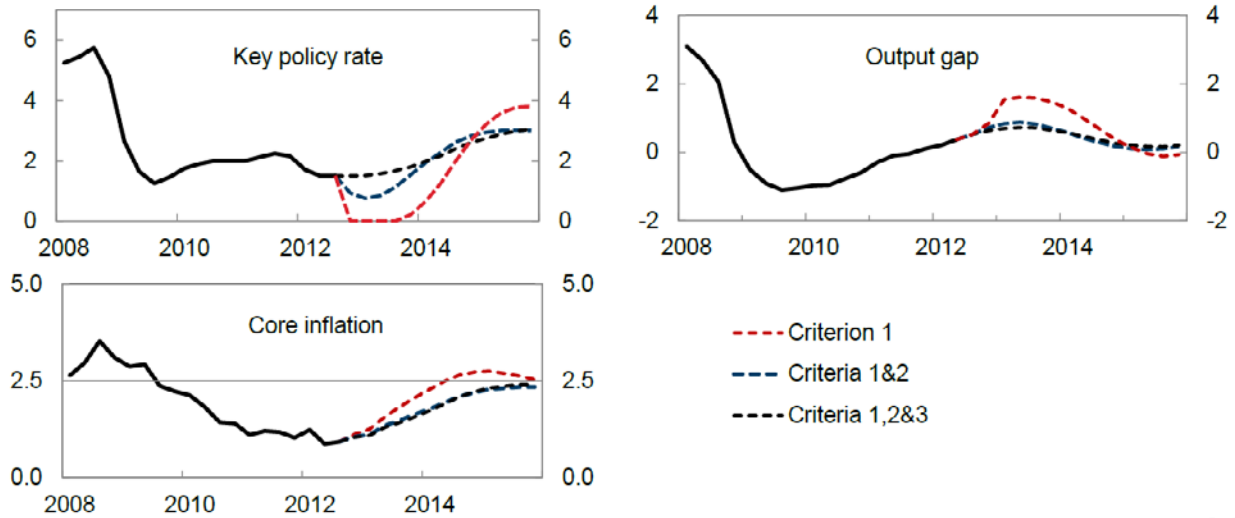 Key policy rate
6
4
2
0
6
4
2
0
2008 2010 2012 2014
Output gap
4
2
0
-2
4
2
0
-2
2008 2010 2012 2014
Core inflation
5.0
2.5
0.0
5.0
2.5
0.0
2008 2010 2012 2014
Criterion 1
Criteria 1&2
Criteria 1,2&3